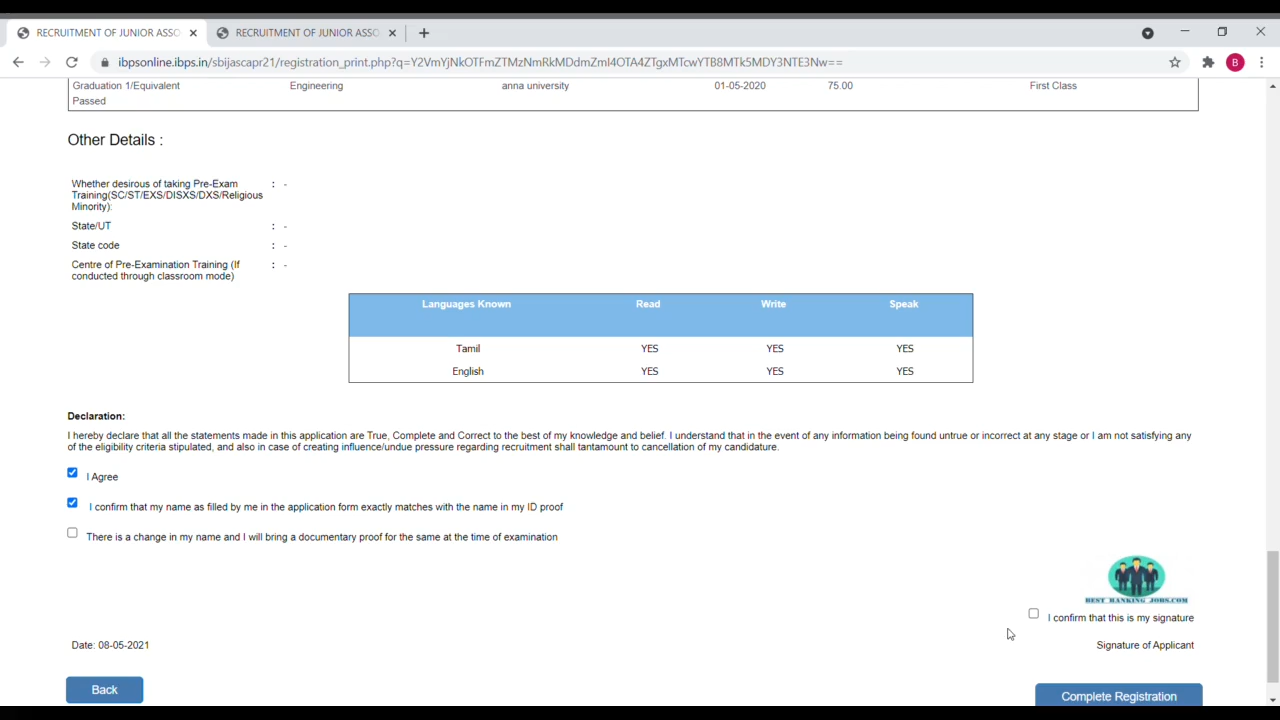 RECRUITMENT OF JUNIOR ASSO
RECRUITMENT OF JUNIOR ASSO
ibpsonline.ibps.in/sbijascapr21/registration_print.php?q=Y2VmYjNkOTFmZTMzNmRkMDdmZmI4OTA4ZTgxMTcwYTB8MTk5MDY3NTE3Nw==
B
Graduation 1/Equivalent Engineering anna university 01-05-2020 75.00 First Class
Passed
Other Details :
Whether desirous of taking Pre-Exam : -
Training(SC/ST/EXS/DISXS/DXS/Religious
Minority):
State/UT : -
State code : -
Centre of Pre-Examination Training (If : -
conducted through classroom mode)
Languages Known Read Write Speak
Tamil YES YES YES
English YES YES YES
Declaration:
I hereby declare that all the statements made in this application are True, Complete and Correct to the best of my knowledge and belief. I understand that in the event of any information being found untrue or incorrect at any stage or I am not satisfying any
of the eligibility criteria stipulated, and also in case of creating influence/undue pressure regarding recruitment shall tantamount to cancellation of my candidature.
I Agree
I confirm that my name as filled by me in the application form exactly matches with the name in my ID proof
There is a change in my name and I will bring a documentary proof for the same at the time of examination
BEST RANKING JOBS.COM
I confirm that this is my signature
Date: 08-05-2021 Signature of Applicant
Back Complete Registration